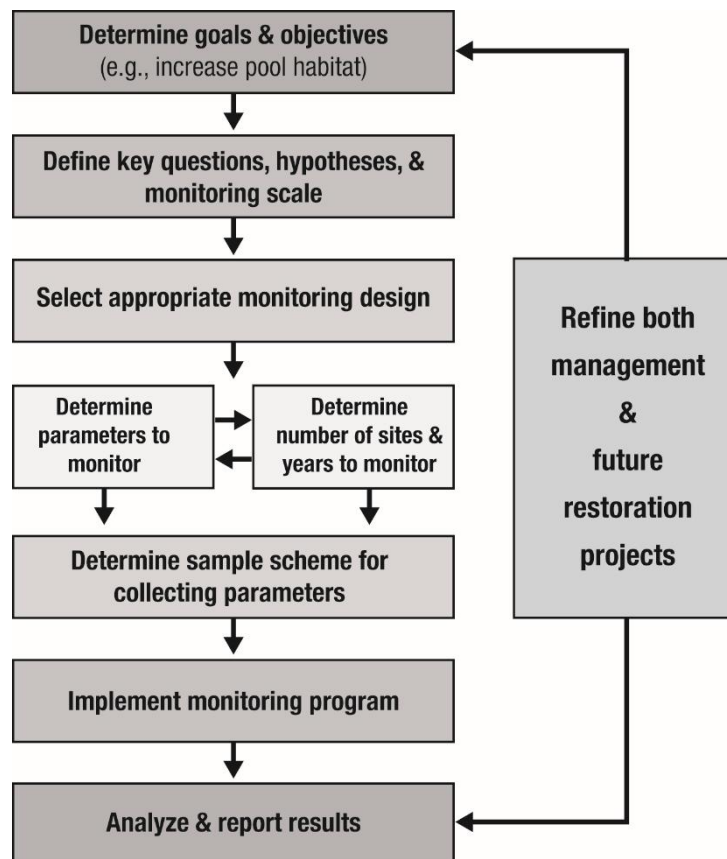 Determine goals & objectives
(e.g., increase pool habitat)
Define key questions, hypotheses, &
monitoring scale
Select appropriate monitoring design
Determine
parameters to
monitor
Determine
number of sites &
years to monitor
Determine sample scheme for
collecting parameters
Implement monitoring program
Analyze & report results
Refine both
management
&
future
restoration
projects